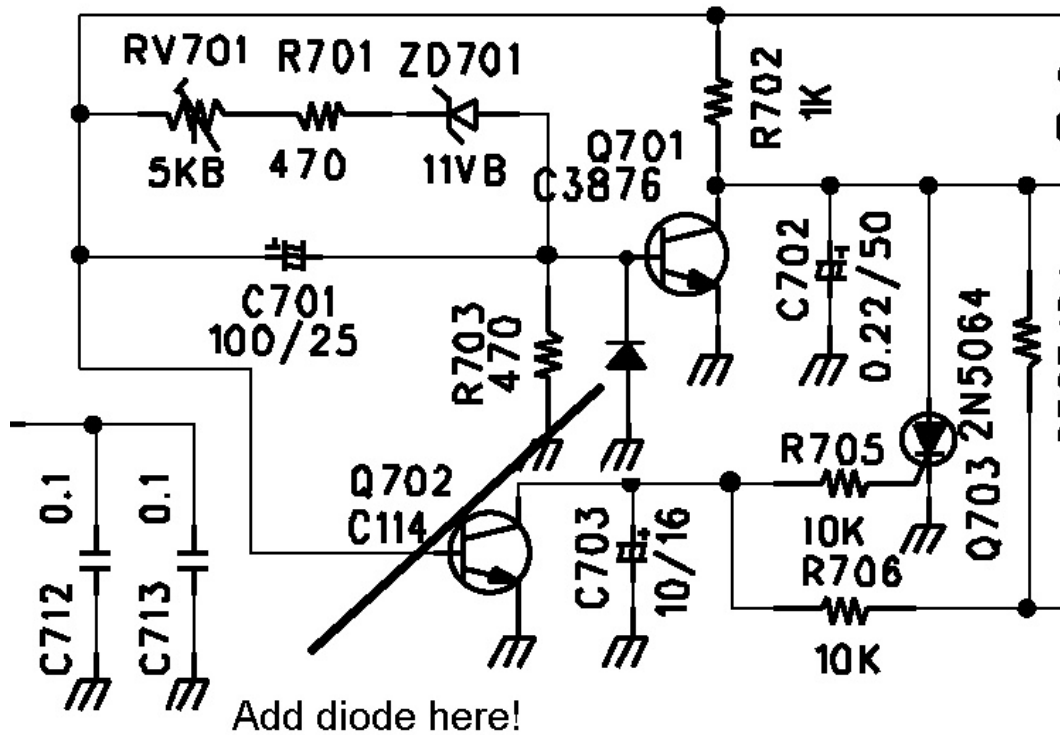 RV701
R701
ZD701
5KB
470
11VB
Q701
C3876
R702
1K
C701
100/25
R703
470
C702
0.22/50
Q703 2N5064
Q702
C114
C703
10/16
R705
10K
R706
10K
C712
0.1
C713
0.1
Add diode here!